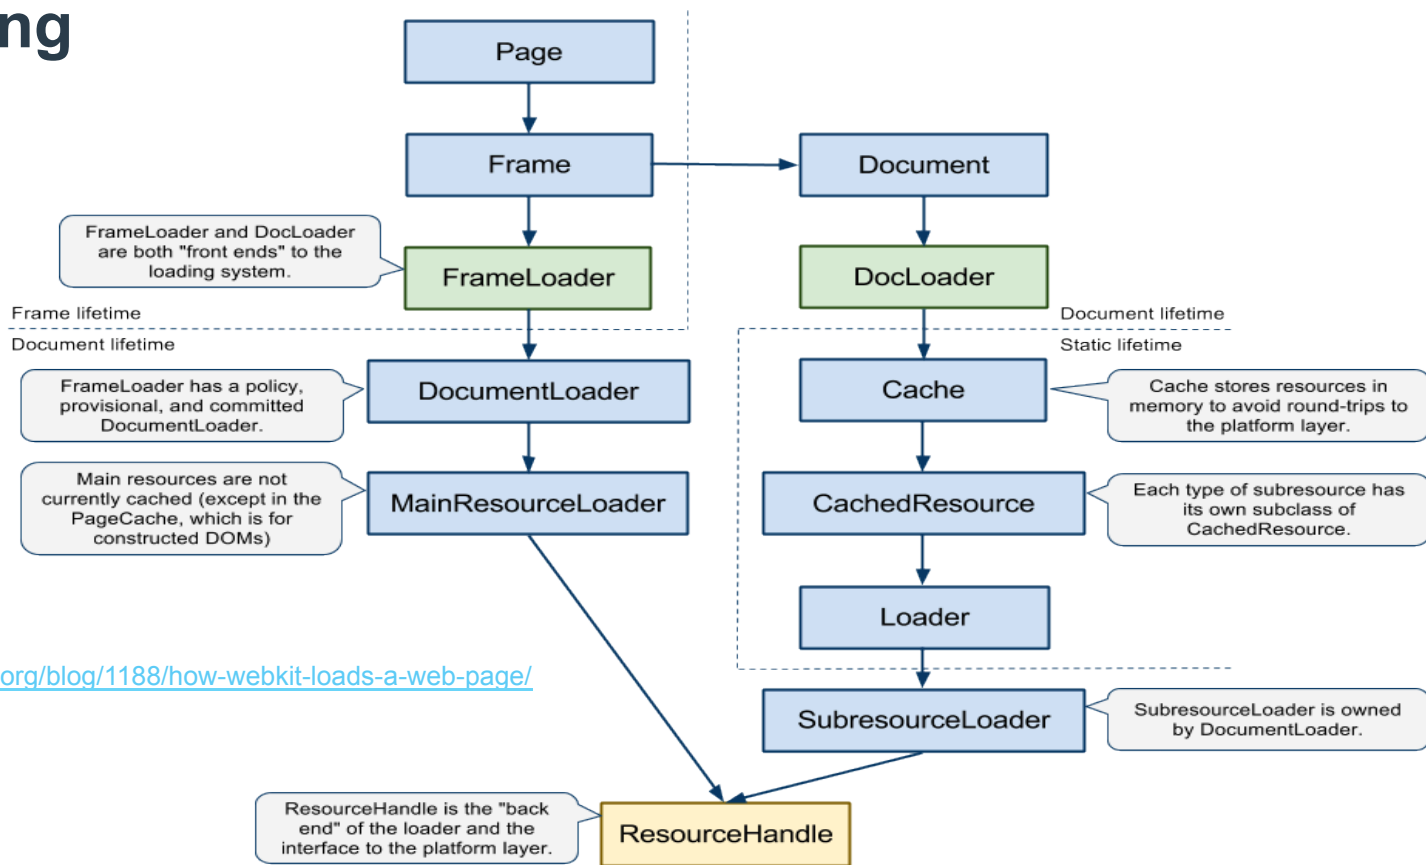 ng
Page
Frame
Document
FrameLoader and DocLoader
are both "front ends" to the
loading system.
FrameLoader
DocLoader
Frame lifetime
Document lifetime
Document lifetime
Static lifetime
FrameLoader has a policy,
provisional, and committed
DocumentLoader.
DocumentLoader
Cache
Cache stores resources in
memory to avoid round-trips to
the platform layer.
Main resources are not
currently cached (except in the
PageCache, which is for
constructed DOMs)
MainResourceLoader
CachedResource
Each type of subresource has
its own subclass of
CachedResource.
Loader
org/blog/1188/how-webkit-loads-a-web-page/
SubresourceLoader
SubresourceLoader is owned
by DocumentLoader.
ResourceHandle is the "back
end" of the loader and the
interface to the platform layer.
ResourceHandle